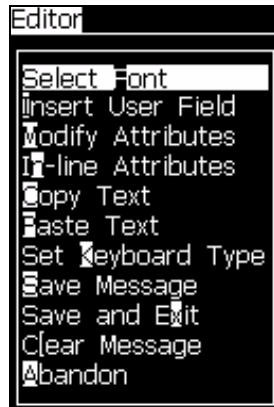 Editor
Select Font
Insert User Field
Modify Attributes
In-line Attributes
Copy Text
Paste Text
Set Keyboard Type
Save Message
Save and Exit
Clear Message
Abandon